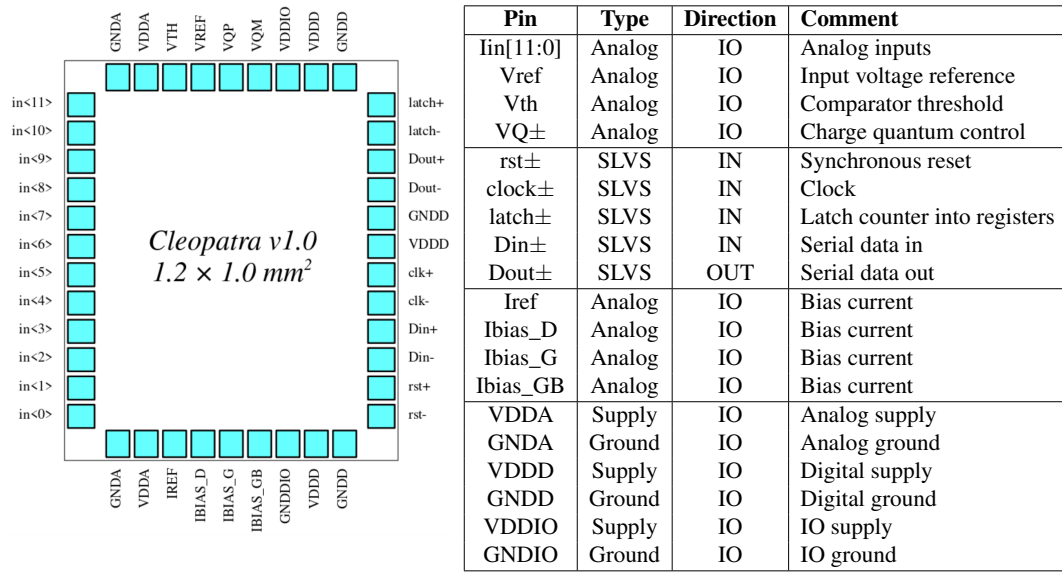 GNDA
VDDA
VTH
VREF
VQP
VQM
VDDIO
VDDD
GNDD
in<11>
in<10>
in<9>
in<8>
in<7>
in<6>
in<5>
in<4>
in<3>
in<2>
in<1>
in<0>
Cleopatra v1.0
1.2 × 1.0 mm²
latch+
latch-
Dout+
Dout-
GNDD
VDDD
clk+
clk-
Din+
Din-
rst+
rst-
GNDA
VDDA
IREF
IBIAS_D
IBIAS_G
IBIAS_GB
GNDDIO
VDDD
GNDD
Pin Type Direction Comment
Iin[11:0] Analog IO Analog inputs
Vref Analog IO Input voltage reference
Vth Analog IO Comparator threshold
VQ± Analog IO Charge quantum control
rst± SLVS IN Synchronous reset
clock± SLVS IN Clock
latch± SLVS IN Latch counter into registers
Din± SLVS IN Serial data in
Dout± SLVS OUT Serial data out
Iref Analog IO Bias current
Ibias_D Analog IO Bias current
Ibias_G Analog IO Bias current
Ibias_GB Analog IO Bias current
VDDA Supply IO Analog supply
GNDA Ground IO Analog ground
VDDD Supply IO Digital supply
GNDD Ground IO Digital ground
VDDIO Supply IO IO supply
GNDIO Ground IO IO ground